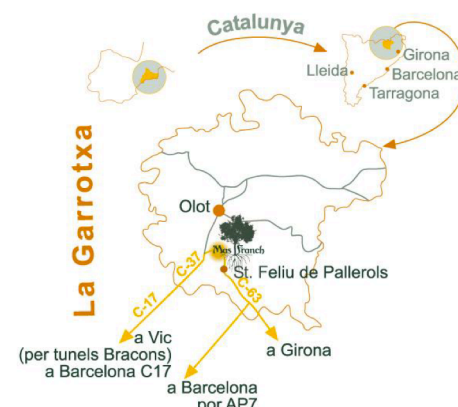 Catalunya
Girona
Lleida
Barcelona
Tarragona
La Garrotxa
Olot
Mas Franch
St. Feliu de Pallerols
C-37
C-63
C-17
a Vic
(per tunels Bracons)
a Barcelona C17
a Girona
a Barcelona
por AP7